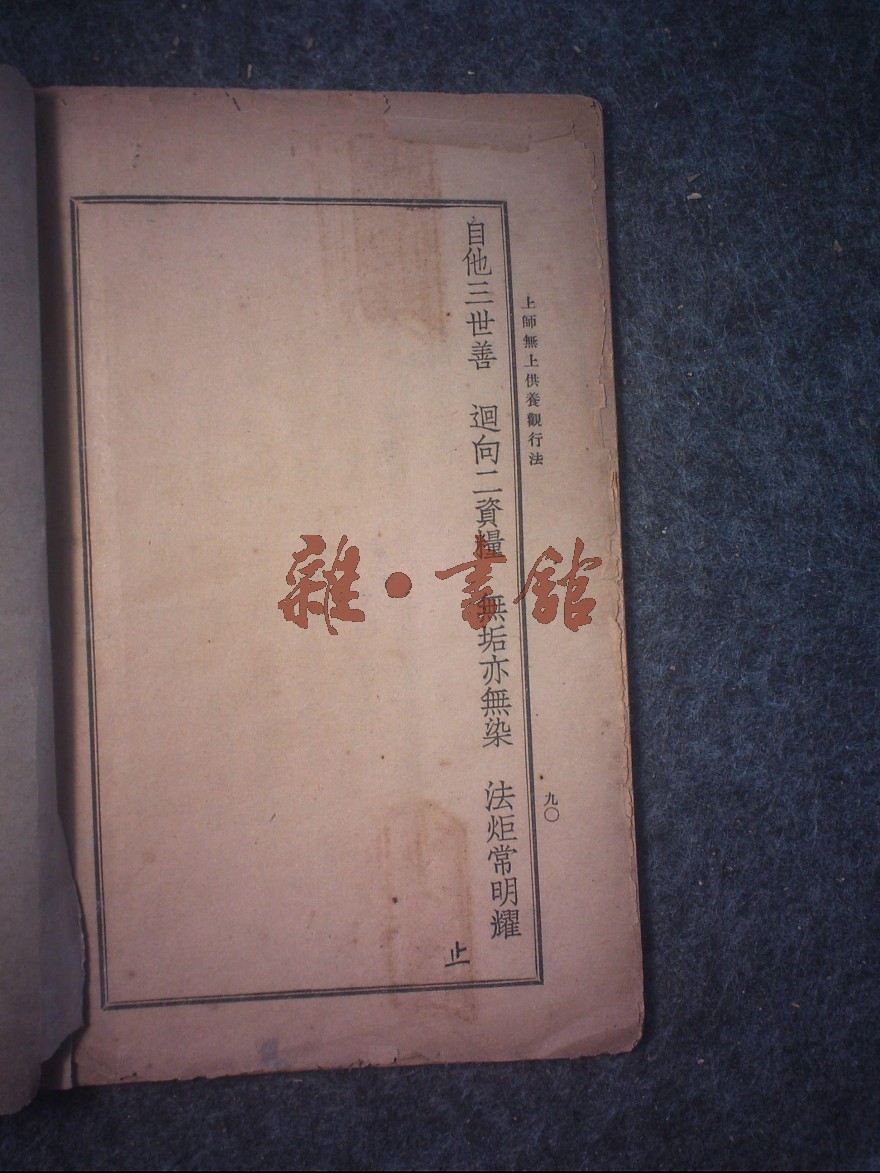 上師無上供養觀行法
九〇
自他三世善　迴向二資糧　無垢亦無染　法炬常明耀
止
雜·書館